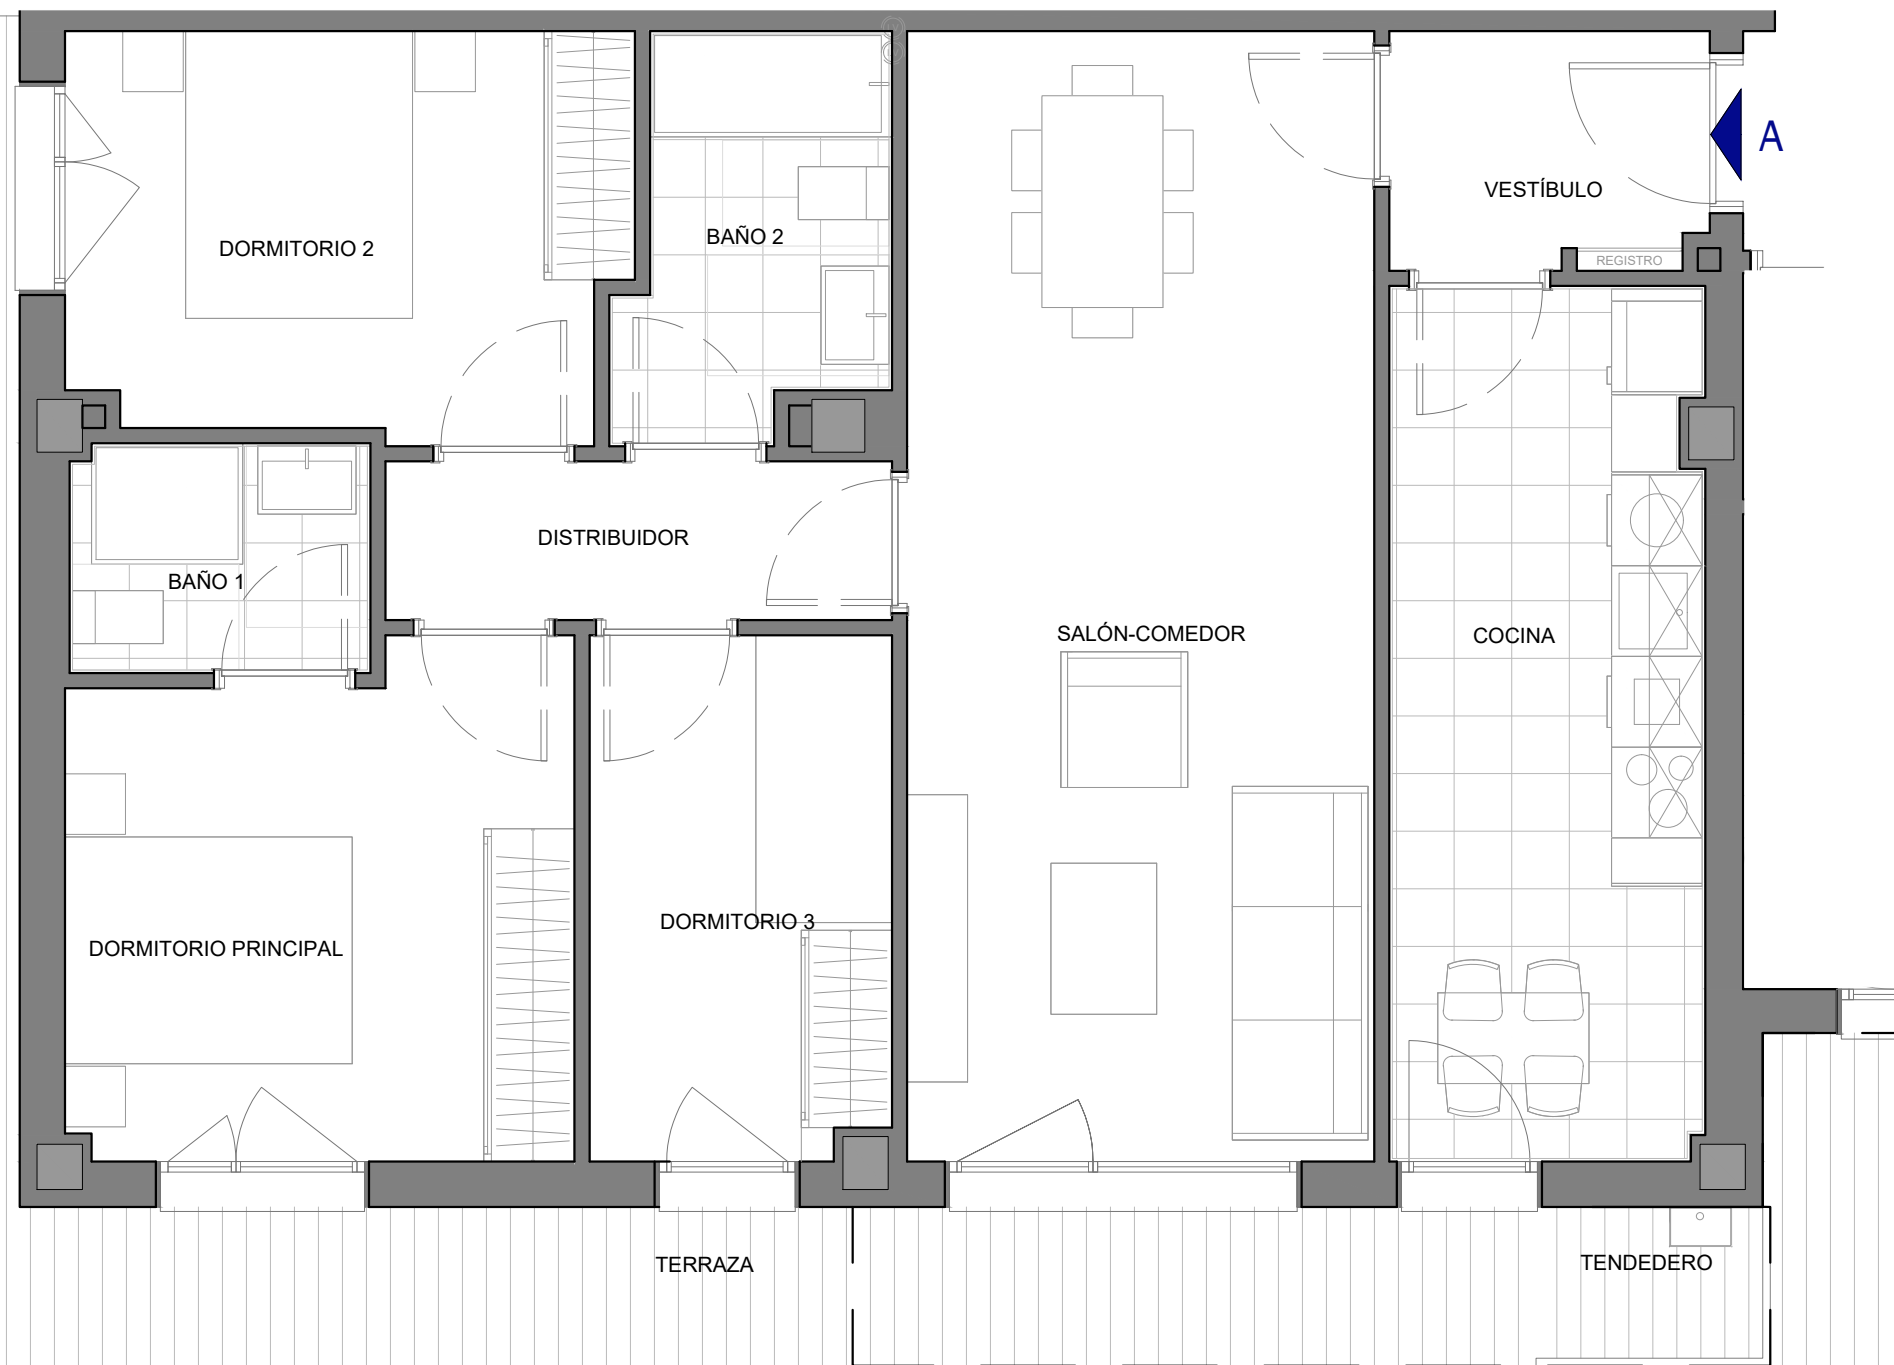 A
VESTÍBULO
BAÑO 2
DORMITORIO 2
REGISTRO
DISTRIBUIDOR
BAÑO 1
SALÓN-COMEDOR
COCINA
DORMITORIO 3
DORMITORIO PRINCIPAL
TERRAZA
TENDEDERO